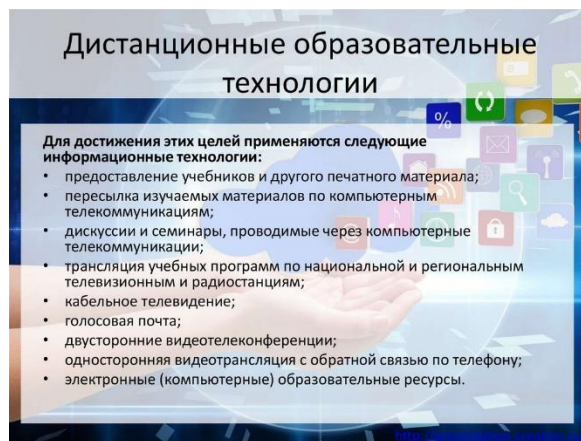 Дистанционные образовательные
технологии
%
Для достижения этих целей применяются следующие
информационные технологии:
• предоставление учебников и другого печатного материала;
• пересылка изучаемых материалов по компьютерным
телекоммуникациям;
• дискуссии и семинары, проводимые через компьютерные
телекоммуникации;
• трансляция учебных программ по национальной и региональным
телевизионным и радиостанциям;
• кабельное телевидение;
• голосовая почта;
• двусторонние видеотелеконференции;
• односторонняя видеотрансляция с обратной связью по телефону;
• электронные (компьютерные) образовательные ресурсы.